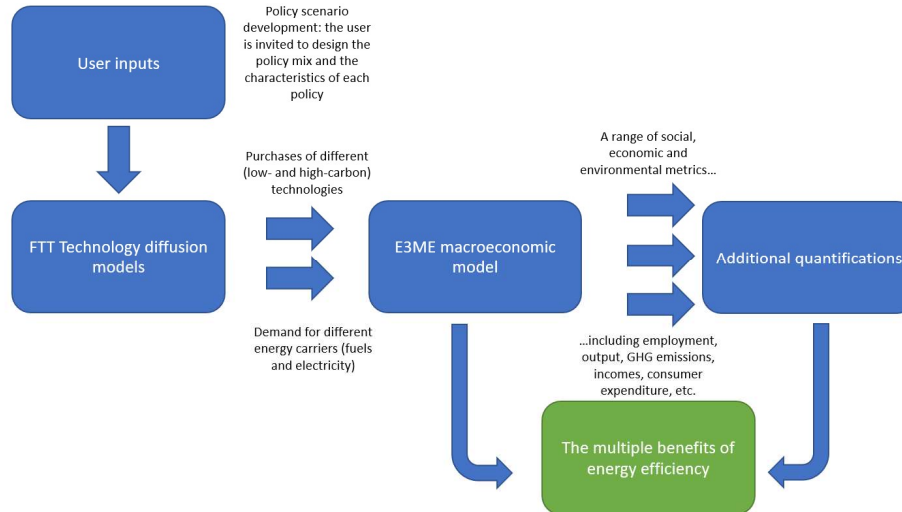 User inputs
Policy scenario
development: the user
is invited to design the
policy mix and the
characteristics of each
policy
FTT Technology diffusion
models
Purchases of different
(low- and high-carbon)
technologies
Demand for different
energy carriers (fuels
and electricity)
E3ME macroeconomic
model
A range of social,
economic and
environmental metrics…
…including employment,
output, GHG emissions,
incomes, consumer
expenditure, etc.
Additional quantifications
The multiple benefits of
energy efficiency